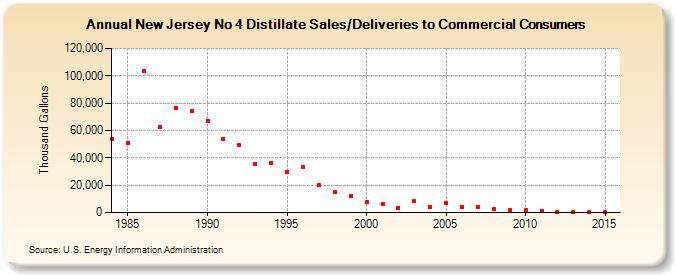 Annual New Jersey No 4 Distillate Sales/Deliveries to Commercial Consumers
Thousand Gallons
120,000
100,000
80,000
60,000
40,000
20,000
0
1985 1990 1995 2000 2005 2010 2015
Source: U.S. Energy Information Administration